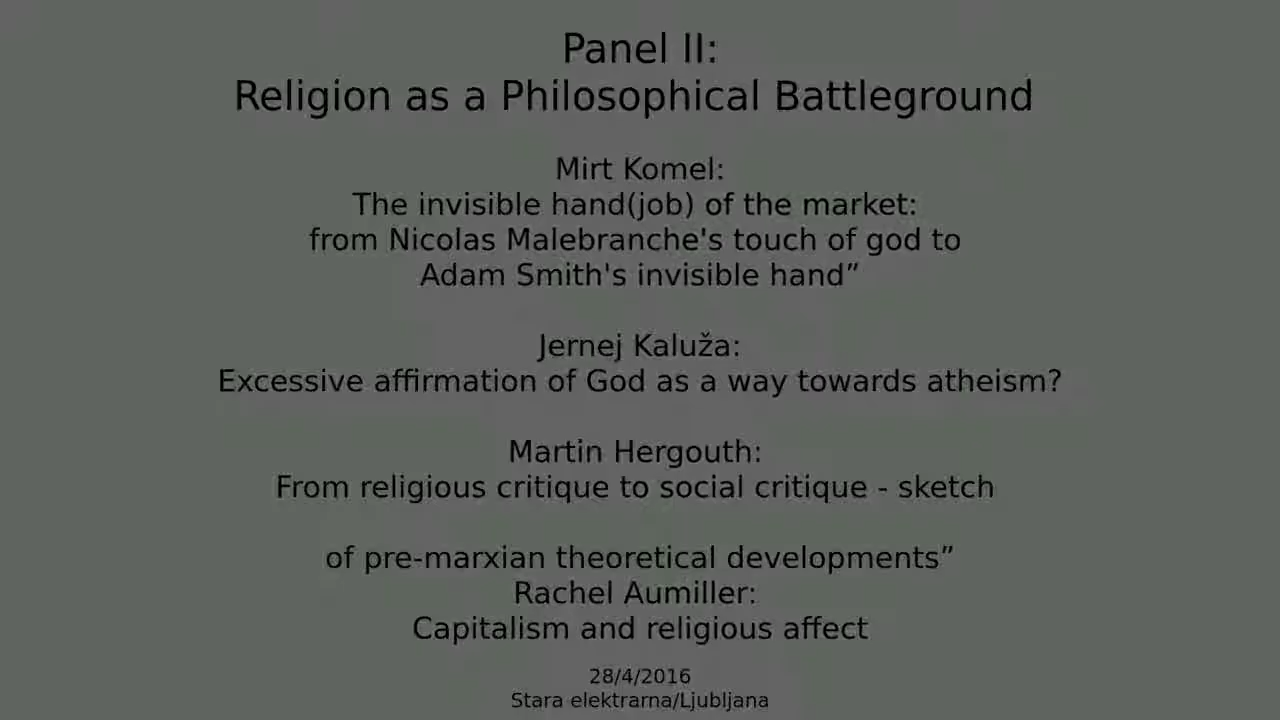 Panel II:
Religion as a Philosophical Battleground
Mirt Komel:
The invisible hand(job) of the market:
from Nicolas Malebranche's touch of god to
Adam Smith's invisible hand”
Jernej Kaluža:
Excessive affirmation of God as a way towards atheism?
Martin Hergouth:
From religious critique to social critique - sketch
of pre-marxian theoretical developments”
Rachel Aumiller:
Capitalism and religious affect
28/4/2016
Stara elektrarna/Ljubljana